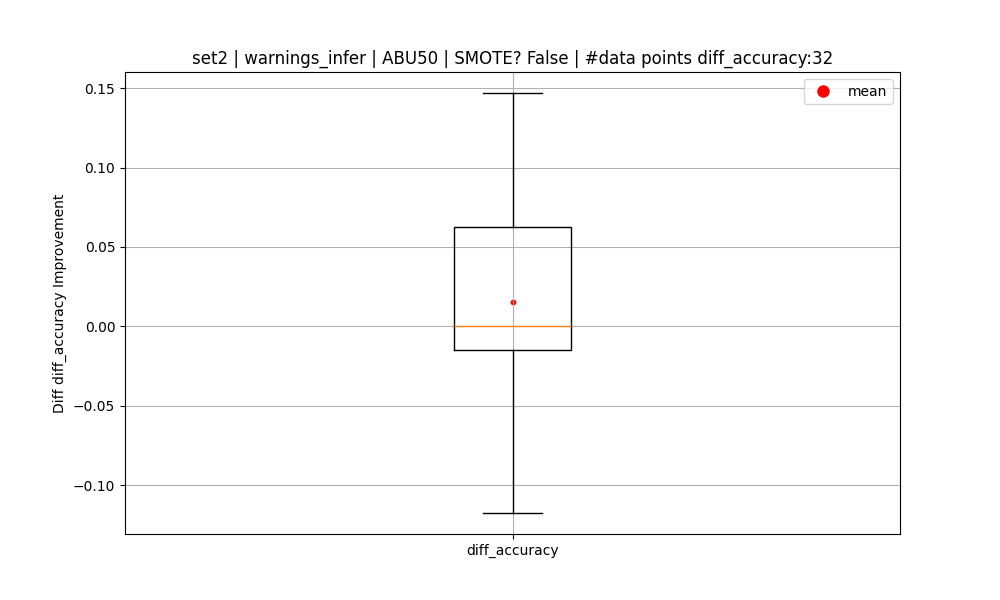 set2 | warnings_infer | ABU50 | SMOTE? False | #data points diff_accuracy:32
mean
0.15
0.10
0.05
0.00
−0.05
−0.10
Diff diff_accuracy Improvement
diff_accuracy